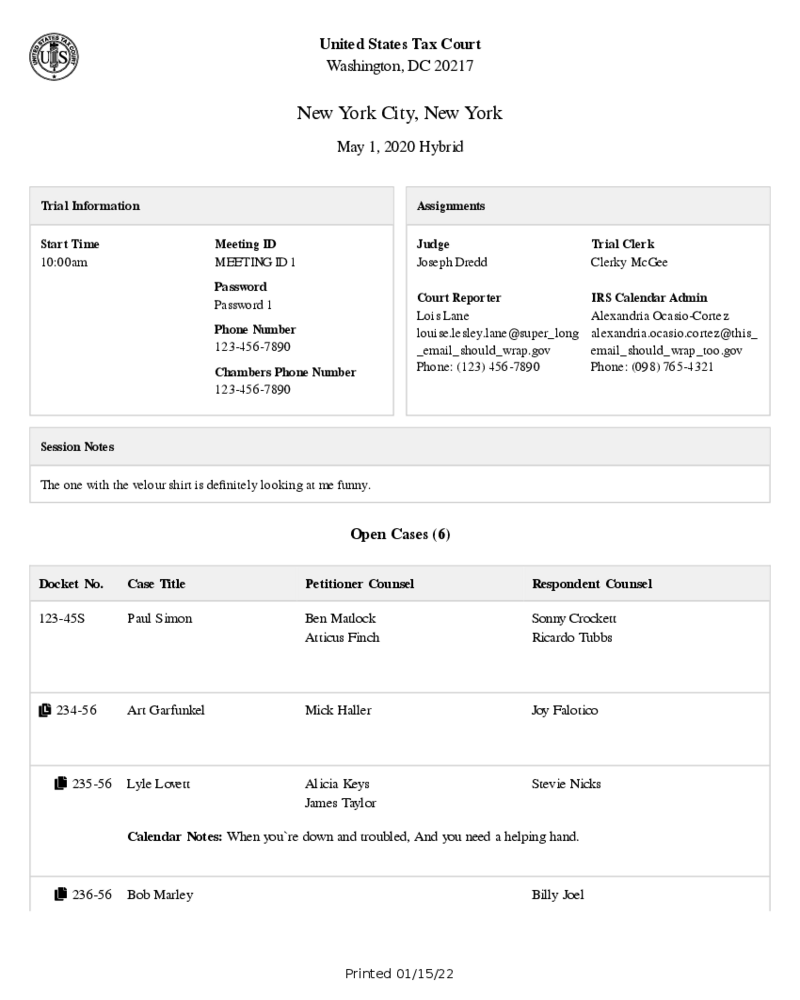 UNITED STATES TAX COURT
US
United States Tax Court
Washington, DC 20217
New York City, New York
May 1, 2020 Hybrid
Trial Information
Start Time
10:00am
Meeting ID
MEETING ID 1
Password
Password 1
Phone Number
123-456-7890
Chambers Phone Number
123-456-7890
Assignments
Judge
Joseph Dredd
Trial Clerk
Clerky McGee
Court Reporter
Lois Lane
louise.lesley.lane@super_long
_email_should_wrap.gov
Phone: (123) 456-7890
IRS Calendar Admin
Alexandria Ocasio-Cortez
alexandria.ocasio.cortez@this_
email_should_wrap_too.gov
Phone: (098) 765-4321
Session Notes
The one with the velour shirt is definitely looking at me funny.
Open Cases (6)
Docket No. Case Title Petitioner Counsel Respondent Counsel
123-45S Paul Simon Ben Matlock Sonny Crockett
Atticus Finch Ricardo Tubbs
L 234-56 Art Garfunkel Mick Haller Joy Falotico
235-56 Lyle Lovett Alicia Keys Stevie Nicks
James Taylor
Calendar Notes: When you`re down and troubled, And you need a helping hand.
236-56 Bob Marley Billy Joel
Printed 01/15/22